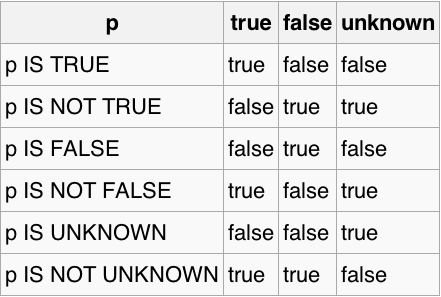 p true false unknown
p IS TRUE true false false
p IS NOT TRUE false true true
p IS FALSE false true false
p IS NOT FALSE true false true
p IS UNKNOWN false false true
p IS NOT UNKNOWN true true false